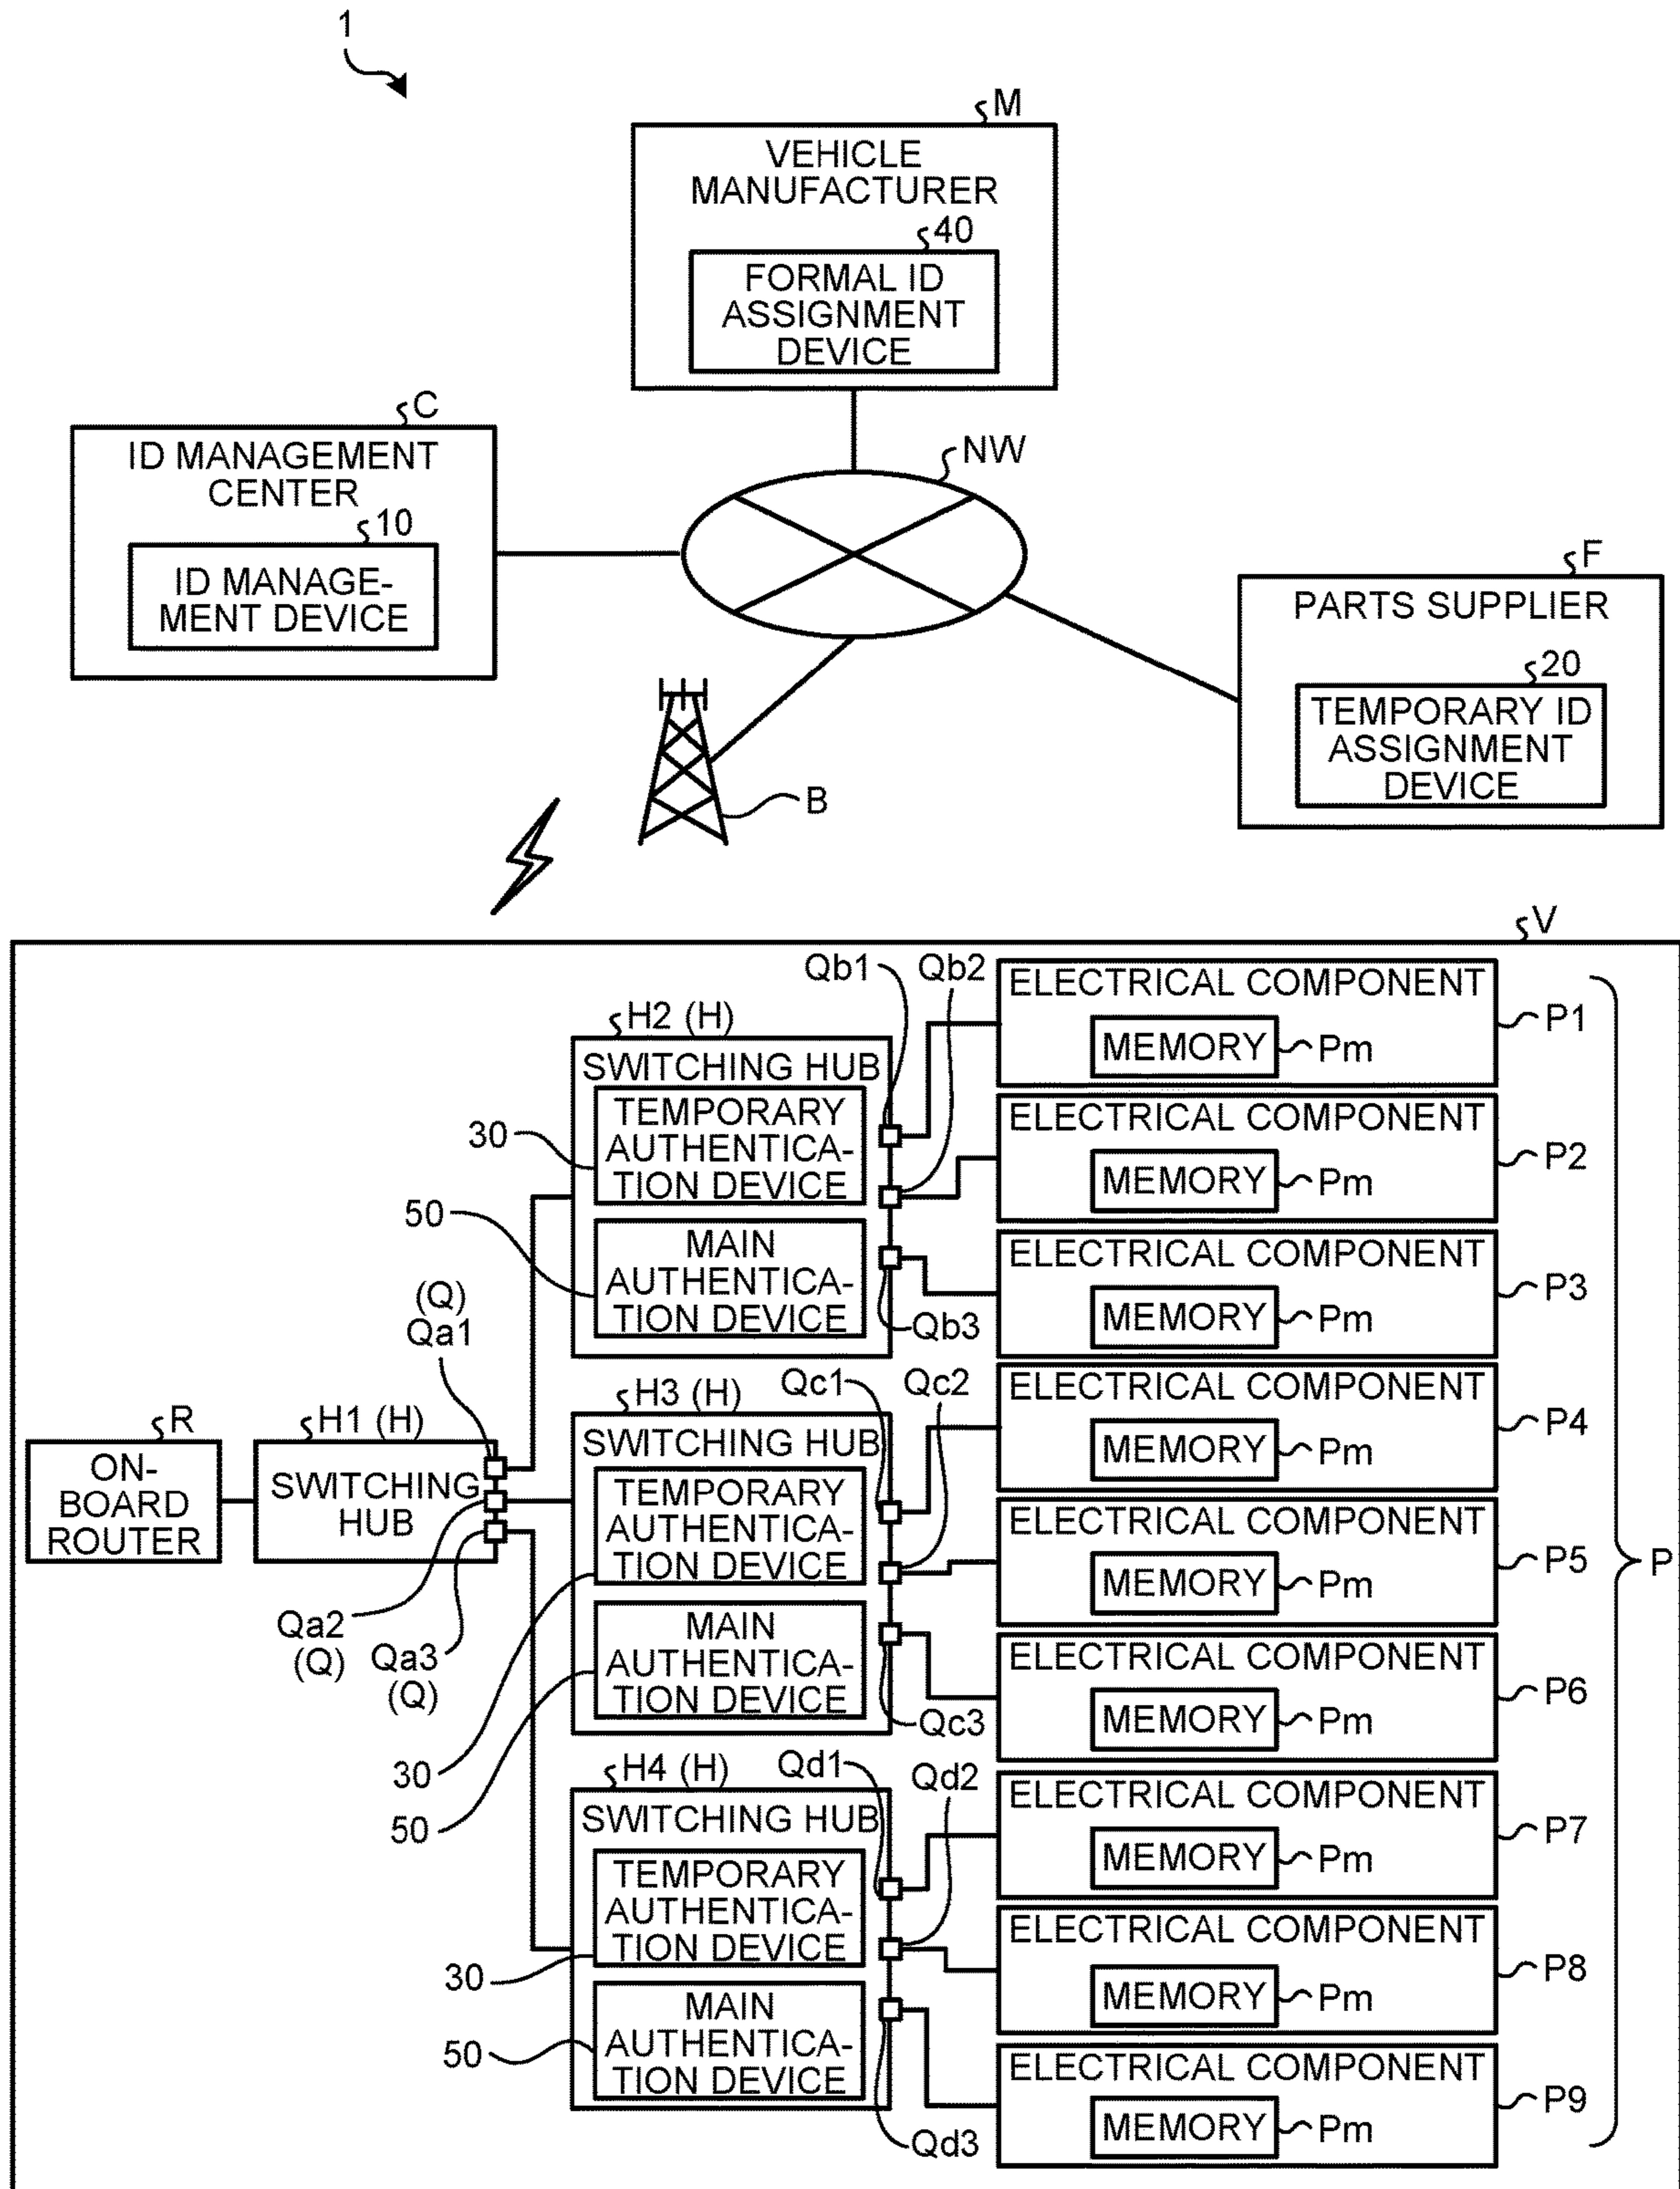 1
M
VEHICLE
MANUFACTURER
40
FORMAL ID
ASSIGNMENT
DEVICE
C
ID MANAGEMENT
CENTER
10
ID MANAGE-
MENT DEVICE
NW
F
PARTS SUPPLIER
20
TEMPORARY ID
ASSIGNMENT
DEVICE
B
V
R
ON-
BOARD
ROUTER
H1 (H)
SWITCHING
HUB
(Q)
Qa1
Qa2
(Q)
Qa3
(Q)
H2 (H)
SWITCHING HUB
30
TEMPORARY
AUTHENTICA-
TION DEVICE
50
MAIN
AUTHENTICA-
TION DEVICE
Qb1
Qb2
Qb3
H3 (H)
SWITCHING HUB
TEMPORARY
AUTHENTICA-
TION DEVICE
30
MAIN
AUTHENTICA-
TION DEVICE
50
Qc1
Qc2
Qc3
H4 (H)
SWITCHING HUB
TEMPORARY
AUTHENTICA-
TION DEVICE
30
MAIN
AUTHENTICA-
TION DEVICE
50
Qd1
Qd2
Qd3
ELECTRICAL COMPONENT
MEMORY Pm
P1
ELECTRICAL COMPONENT
MEMORY Pm
P2
ELECTRICAL COMPONENT
MEMORY Pm
P3
ELECTRICAL COMPONENT
MEMORY Pm
P4
ELECTRICAL COMPONENT
MEMORY Pm
P5
ELECTRICAL COMPONENT
MEMORY Pm
P6
ELECTRICAL COMPONENT
MEMORY Pm
P7
ELECTRICAL COMPONENT
MEMORY Pm
P8
ELECTRICAL COMPONENT
MEMORY Pm
P9
P